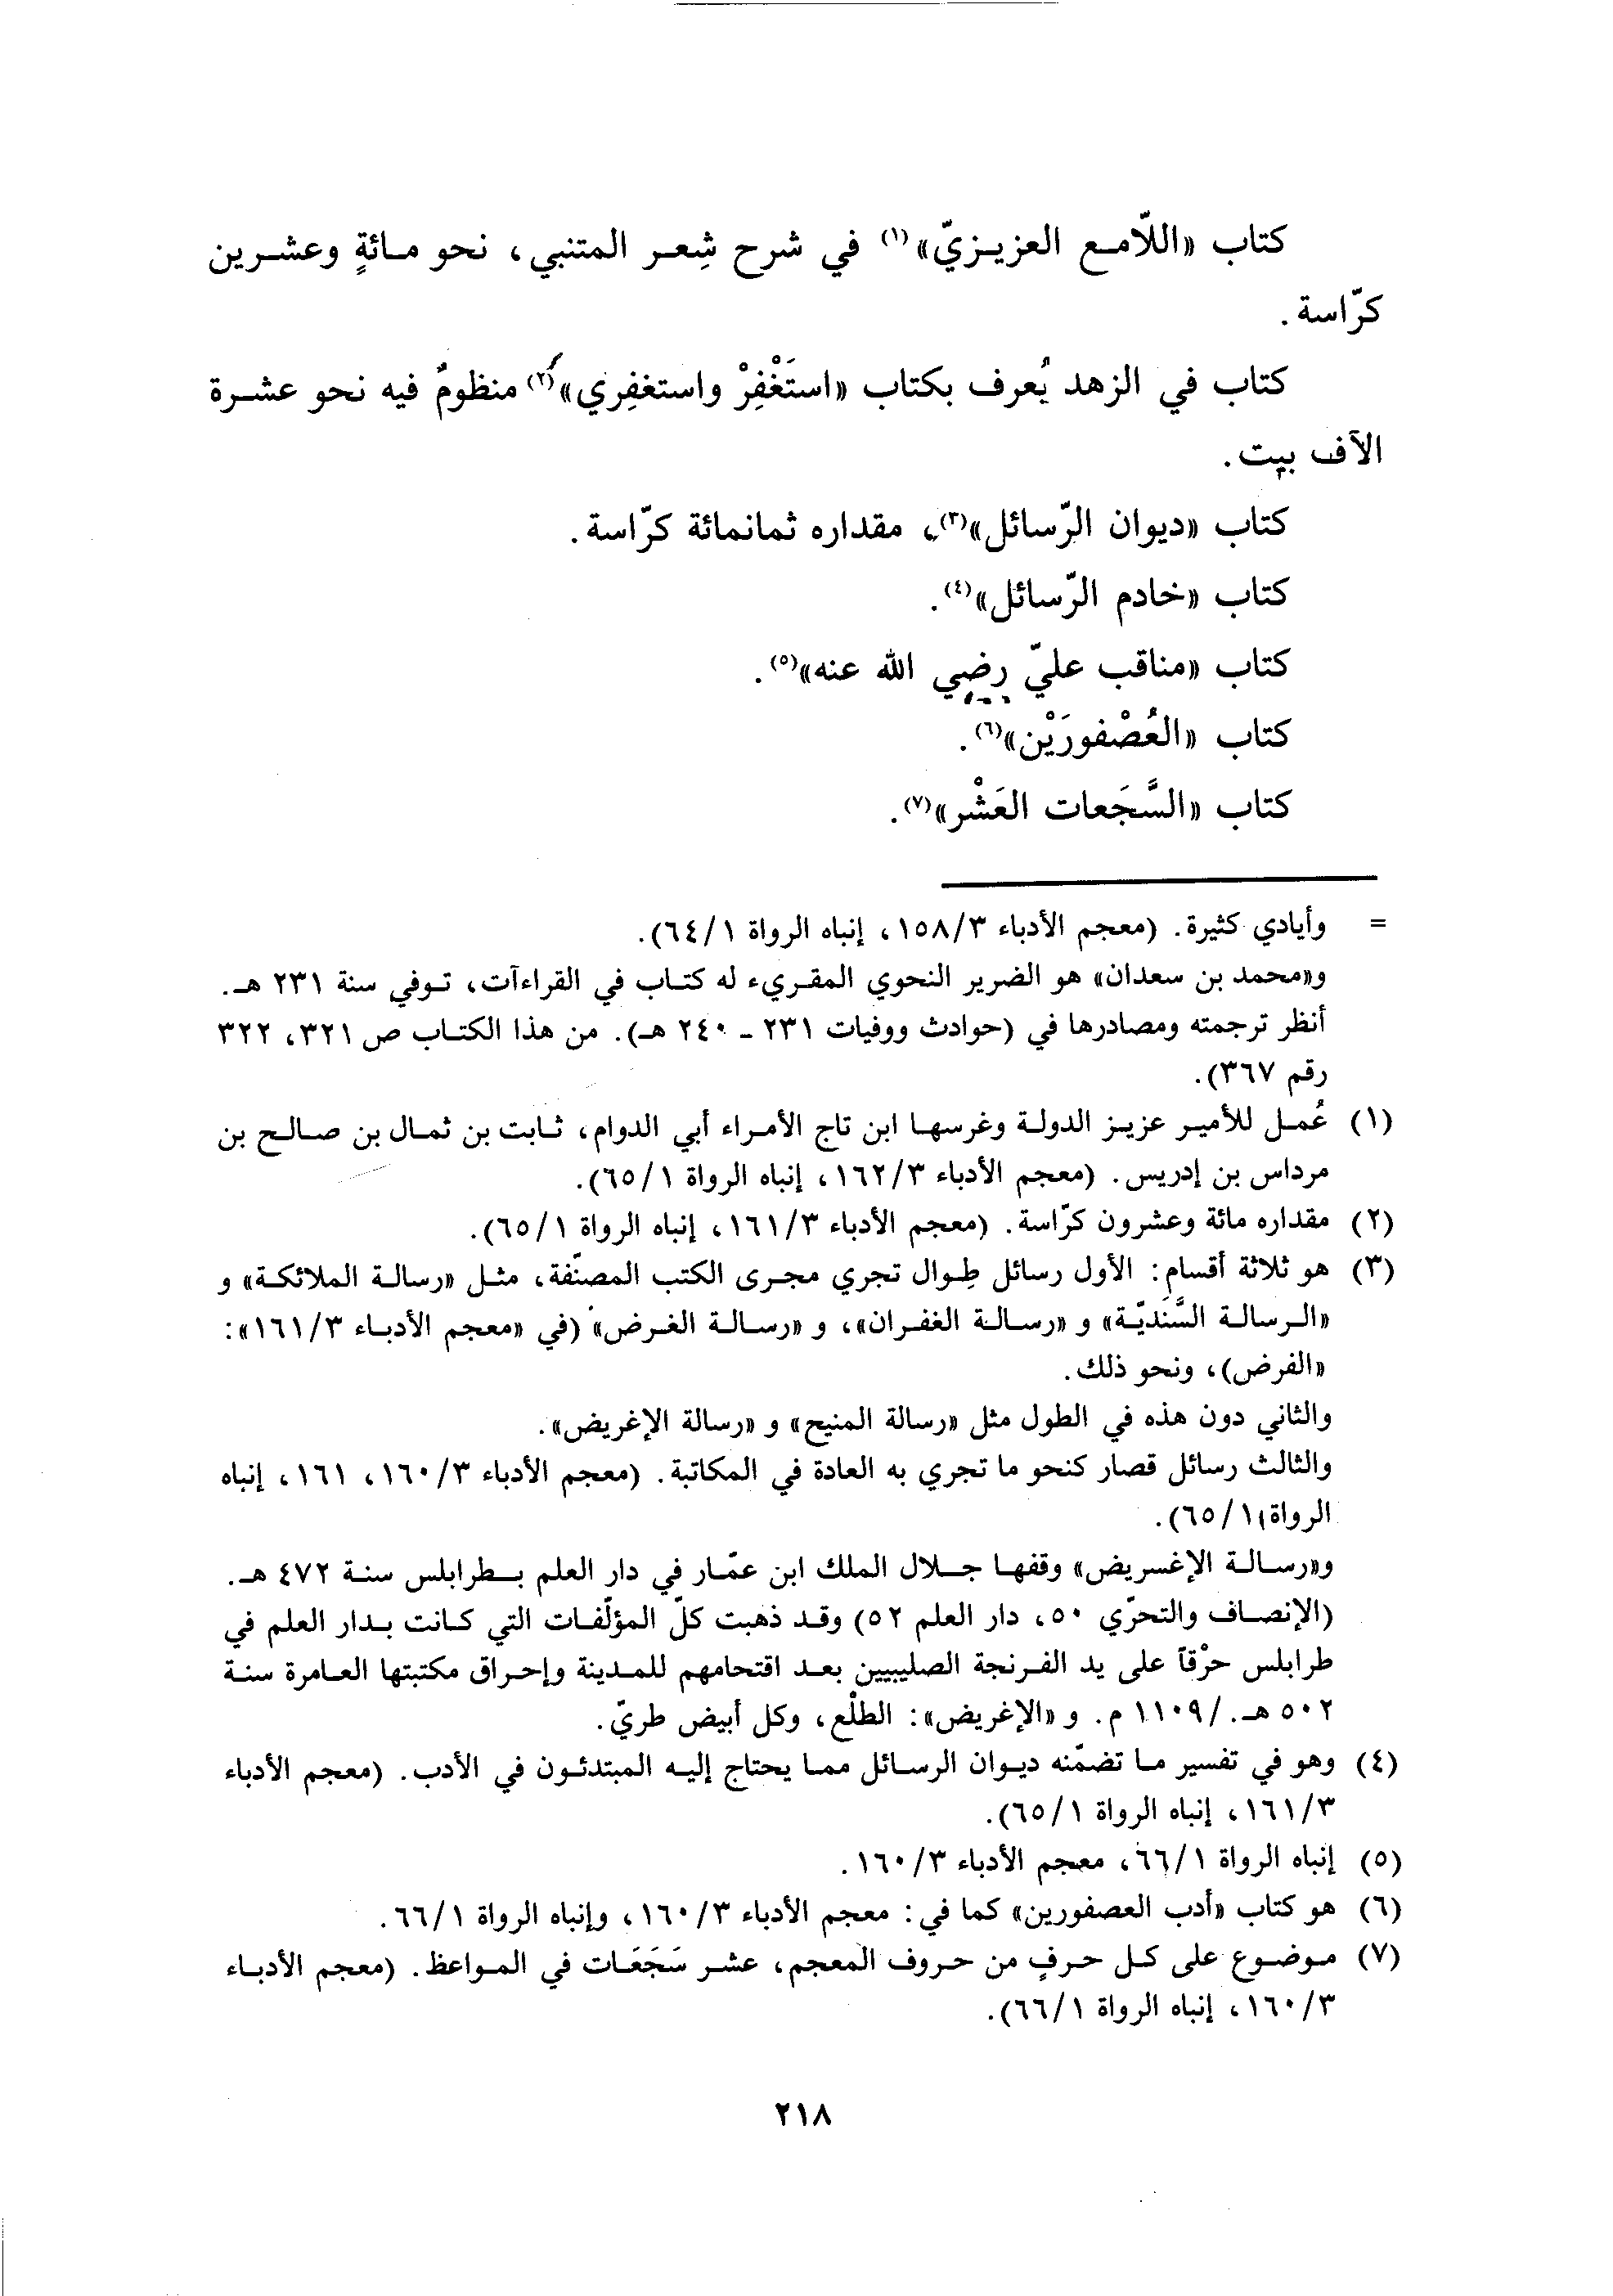 كتاب «اللّامع العزيزيّ»(١) في شرح شِعر المتنبي، نحو مائةٍ وعشرين
كرّاسة.
كتاب في الزهد يُعرف بكتاب «استَغْفِرْ واستغفِري»(٢) منظومٌ فيه نحو عشرة
الآف بيت.
كتاب «ديوان الرّسائل»(٣)، مقداره ثمانمائة كرّاسة.
كتاب «خادم الرّسائل»(٤).
كتاب «مناقب عليّ رضي الله عنه»(٥).
كتاب «العُصْفورَيْن»(٦).
كتاب «السَّجَعات العَشْر»(٧).
= وأيادي كثيرة. (معجم الأدباء ٣/١٥٨، إنباه الرواة ١/٦٤).
و«محمد بن سعدان» هو الضرير النحوي المقريء له كتاب في القراءآت، توفي سنة ٢٣١ هـ.
أنظر ترجمته ومصادرها في (حوادث ووفيات ٢٣١ - ٢٤٠ هـ). من هذا الكتاب ص ٣٢١، ٣٢٢
رقم ٣٦٧).
(١) عُمل للأمير عزيز الدولة وغرسها ابن تاج الأمراء أبي الدوام، ثابت بن ثمال بن صالح بن
مرداس بن إدريس. (معجم الأدباء ٣/١٦٢، إنباه الرواة ١/٦٥).
(٢) مقداره مائة وعشرون كرّاسة. (معجم الأدباء ٣/١٦١، إنباه الرواة ١/٦٥).
(٣) هو ثلاثة أقسام: الأول رسائل طِوال تجري مجرى الكتب المصنّفة، مثل «رسالة الملائكة» و
«الرسالة السَّنَديّة» و «رسالة الغفران»، و «رسالة الغرض» (في «معجم الأدباء ٣/١٦١»:
«الفرض)، ونحو ذلك.
والثاني دون هذه في الطول مثل «رسالة المنيح» و «رسالة الإغريض».
والثالث رسائل قصار كنحو ما تجري به العادة في المكاتبة. (معجم الأدباء ٣/١٦٠، ١٦١، إنباه
الرواة ١/٦٥).
و«رسالة الإغسريض» وقفها جلال الملك ابن عمّار في دار العلم بطرابلس سنة ٤٧٢ هـ.
(الإنصاف والتحرّي ٥٠، دار العلم ٥٢) وقد ذهبت كلّ المؤلّفات التي كانت بدار العلم في
طرابلس حرْقاً على يد الفرنجة الصليبيين بعد اقتحامهم للمدينة وإحراق مكتبتها العامرة سنة
٥٠٢ هـ./١١٠٩ م. و «الإغريض»: الطلْع، وكل أبيض طريّ.
(٤) وهو في تفسير ما تضمّنه ديوان الرسائل مما يحتاج إليه المبتدئون في الأدب. (معجم الأدباء
٣/١٦١، إنباه الرواة ١/٦٥).
(٥) إنباه الرواة ١/٦٦، معجم الأدباء ٣/١٦٠.
(٦) هو كتاب «أدب العصفورين» كما في: معجم الأدباء ٣/١٦٠، وإنباه الرواة ١/٦٦.
(٧) موضوع على كل حرفٍ من حروف المعجم، عشر سَجَعَات في المواعظ. (معجم الأدباء
٣/١٦٠، إنباه الرواة ١/٦٦).
٢١٨